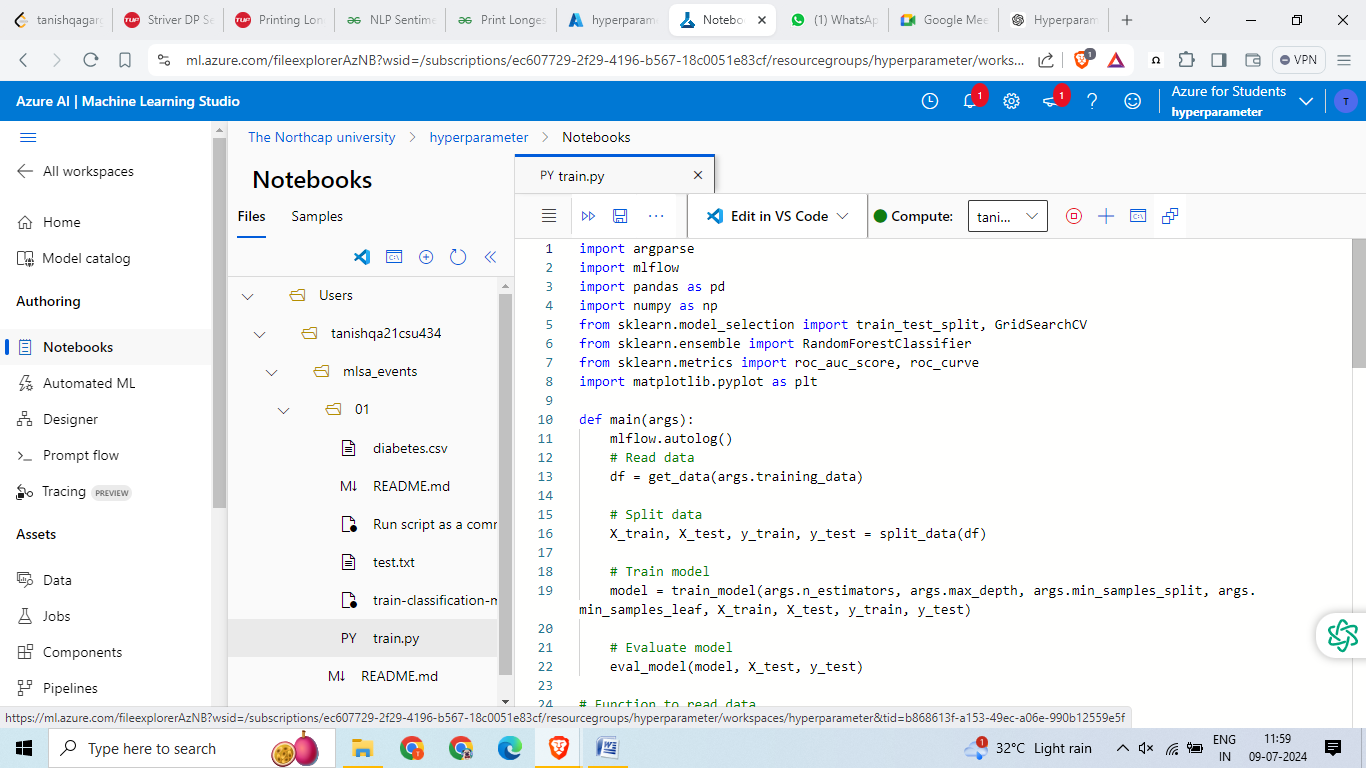 tanishqagarg
Striver DP Se
Printing Lon
NLP Sentime
Print Longes
hyperparame
Notebo
(1) WhatsAp
Google Mee
Hyperparam
ml.azure.com/fileexplorerAzNB?wsid=/subscriptions/ec607729-2f29-4196-b567-18c0051e83cf/resourcegroups/hyperparameter/works...
1
VPN
Azure AI | Machine Learning Studio
1
1
Azure for Students
hyperparameter
T
All workspaces
Home
Model catalog
Authoring
Notebooks
Automated ML
Designer
Prompt flow
Tracing PREVIEW
Assets
Data
Jobs
Components
Pipelines
The Northcap university > hyperparameter > Notebooks
Notebooks
Files Samples
Users
tanishqa21csu434
mlsa_events
01
diabetes.csv
README.md
Run script as a comm
test.txt
train-classification-m
PY train.py
README.md
PY train.py
Edit in VS Code
Compute: tani...
1 import argparse
2 import mlflow
3 import pandas as pd
4 import numpy as np
5 from sklearn.model_selection import train_test_split, GridSearchCV
6 from sklearn.ensemble import RandomForestClassifier
7 from sklearn.metrics import roc_auc_score, roc_curve
8 import matplotlib.pyplot as plt
9
10 def main(args):
11 mlflow.autolog()
12 # Read data
13 df = get_data(args.training_data)
14
15 # Split data
16 X_train, X_test, y_train, y_test = split_data(df)
17
18 # Train model
19 model = train_model(args.n_estimators, args.max_depth, args.min_samples_split, args.
min_samples_leaf, X_train, X_test, y_train, y_test)
20
21 # Evaluate model
22 eval_model(model, X_test, y_test)
23
24 # Function to read data
https://ml.azure.com/fileexplorerAzNB?wsid=/subscriptions/ec607729-2f29-4196-b567-18c0051e83cf/resourcegroups/hyperparameter/workspaces/hyperparameter&tid=b868613f-a153-49ec-a06e-990b12559e5f
Type here to search
1
32°C Light rain
ENG
IN
11:59
09-07-2024